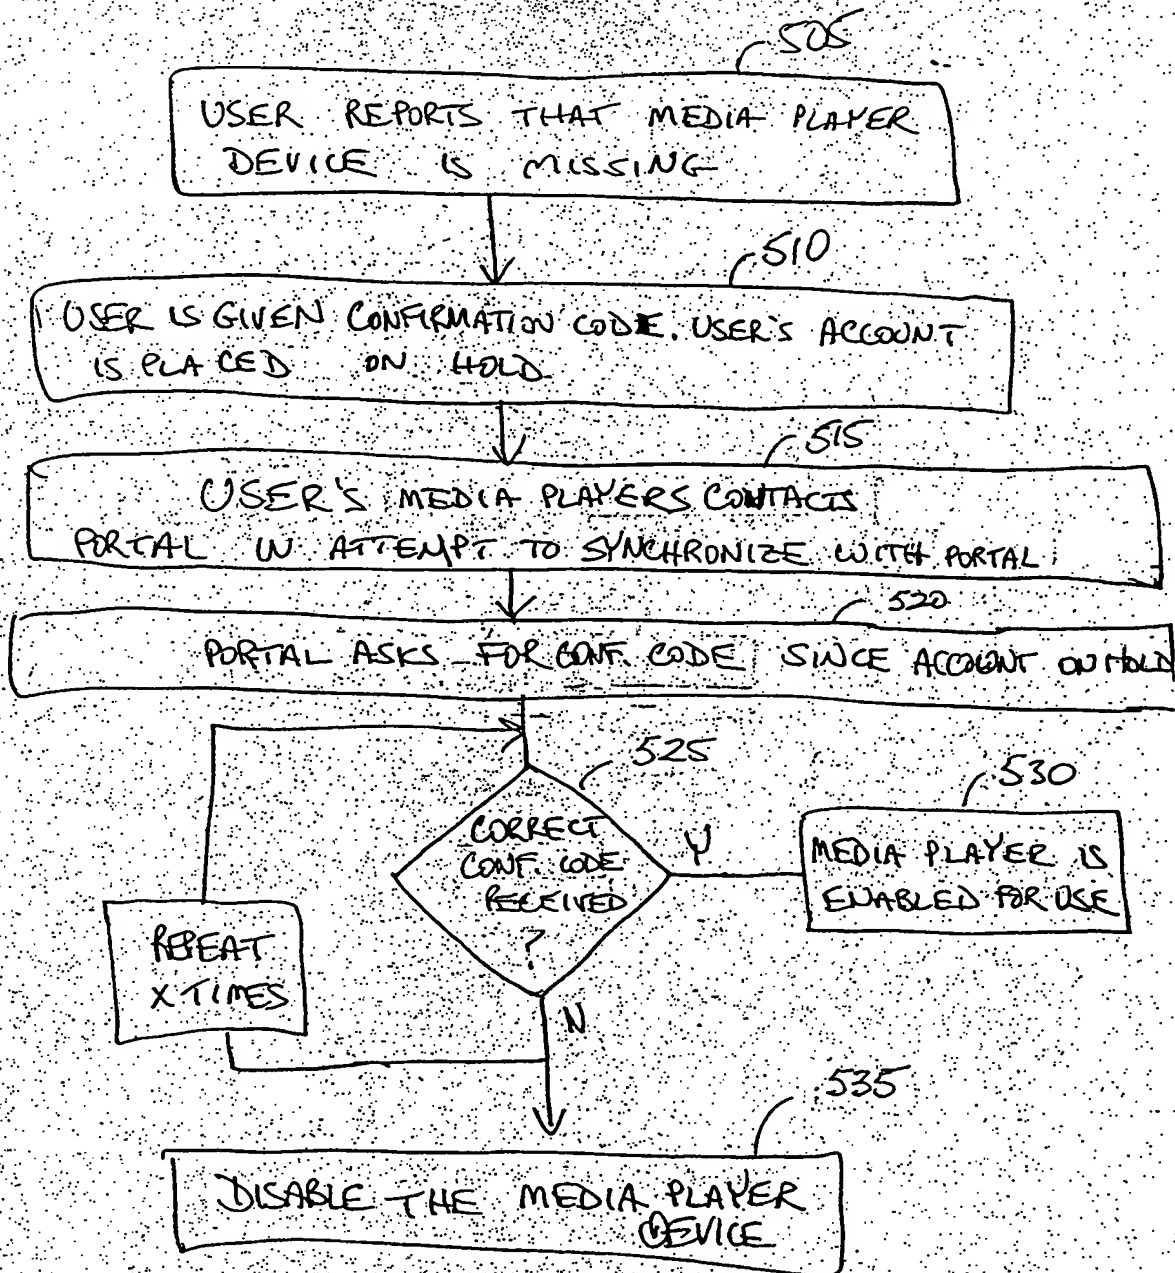 505
USER REPORTS THAT MEDIA PLAYER
DEVICE IS MISSING
510
USER IS GIVEN CONFIRMATION CODE. USER'S ACCOUNT
IS PLACED ON HOLD
515
USER'S MEDIA PLAYERS CONTACTS
PORTAL IN ATTEMPT TO SYNCHRONIZE WITH PORTAL
520
PORTAL ASKS FOR CONF. CODE SINCE ACCOUNT ON HOLD
525
530
CORRECT
CONF. CODE
RECEIVED
?
Y
MEDIA PLAYER IS
ENABLED FOR USE
REPEAT
X TIMES
N
535
DISABLE THE MEDIA PLAYER
DEVICE